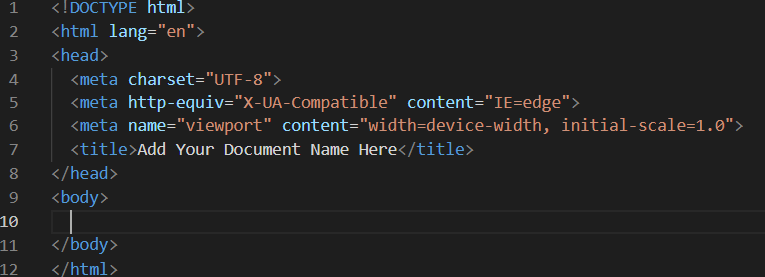 1 <!DOCTYPE html>
2 <html lang="en">
3 <head>
4 <meta charset="UTF-8">
5 <meta http-equiv="X-UA-Compatible" content="IE=edge">
6 <meta name="viewport" content="width=device-width, initial-scale=1.0">
7 <title>Add Your Document Name Here</title>
8 </head>
9 <body>
10
11 </body>
12 </html>